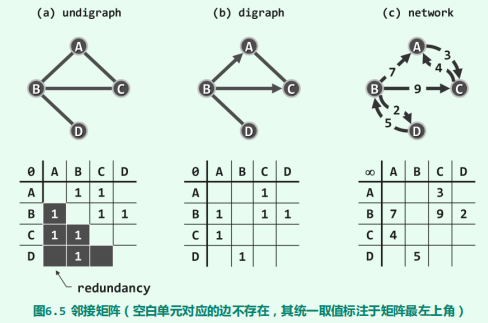 (a) undigraph (b) digraph (c) network
A A A
3
7 4
B C B C B 9 C
2
5
D D D
0 A B C D 0 A B C D ∞ A B C D
A 1 1 A 1 A 3
B 1 1 1 B 1 1 1 B 7 9 2
C 1 1 C 1 C 4
D 1 D 1 D 5
redundancy
图6.5 邻接矩阵（空白单元对应的边不存在，其统一取值标注于矩阵最左上角）